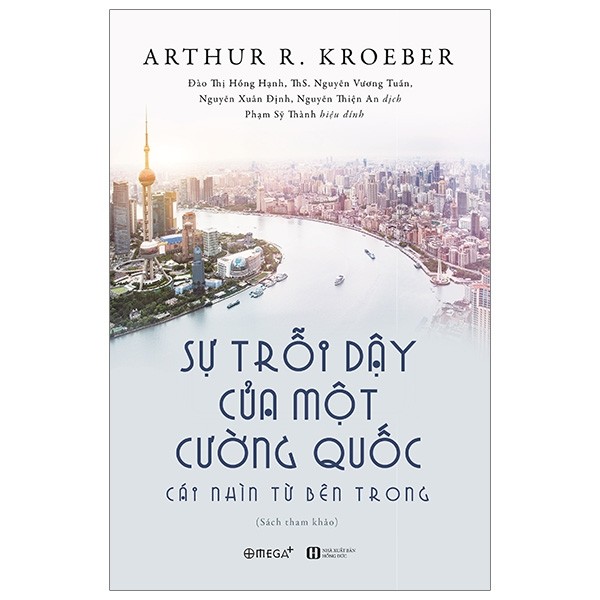 ARTHUR R. KROEBER
Đào Thị Hồng Hạnh, ThS. Nguyễn Vương Tuấn,
Nguyễn Xuân Định, Nguyễn Thiện An dịch
Phạm Sỹ Thành hiệu đính
SỰ TRỖI DẬY
CỦA MỘT
CƯỜNG QUỐC
CÁI NHÌN TỪ BÊN TRONG
(Sách tham khảo)
OMEGA+
NHÀ XUẤT BẢN
HỒNG ĐỨC